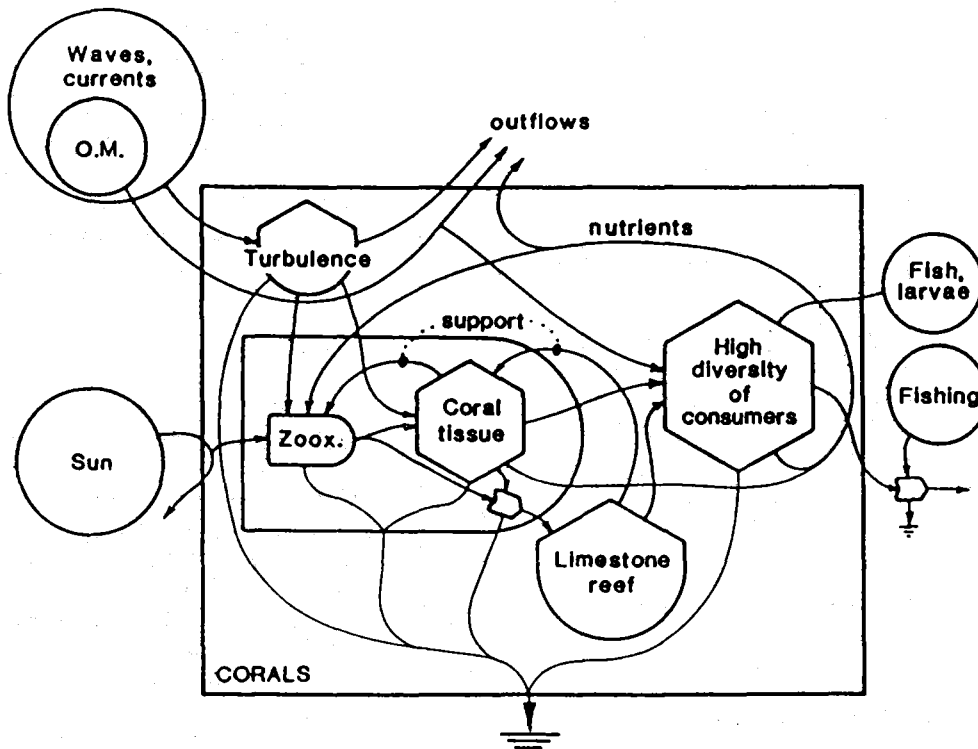 Waves,
currents
O.M.
outflows
nutrients
Turbulence
Fish,
larvae
support
High
diversity
of
consumers
Fishing
Coral
tissue
Zoox.
Sun
Limestone
reef
CORALS